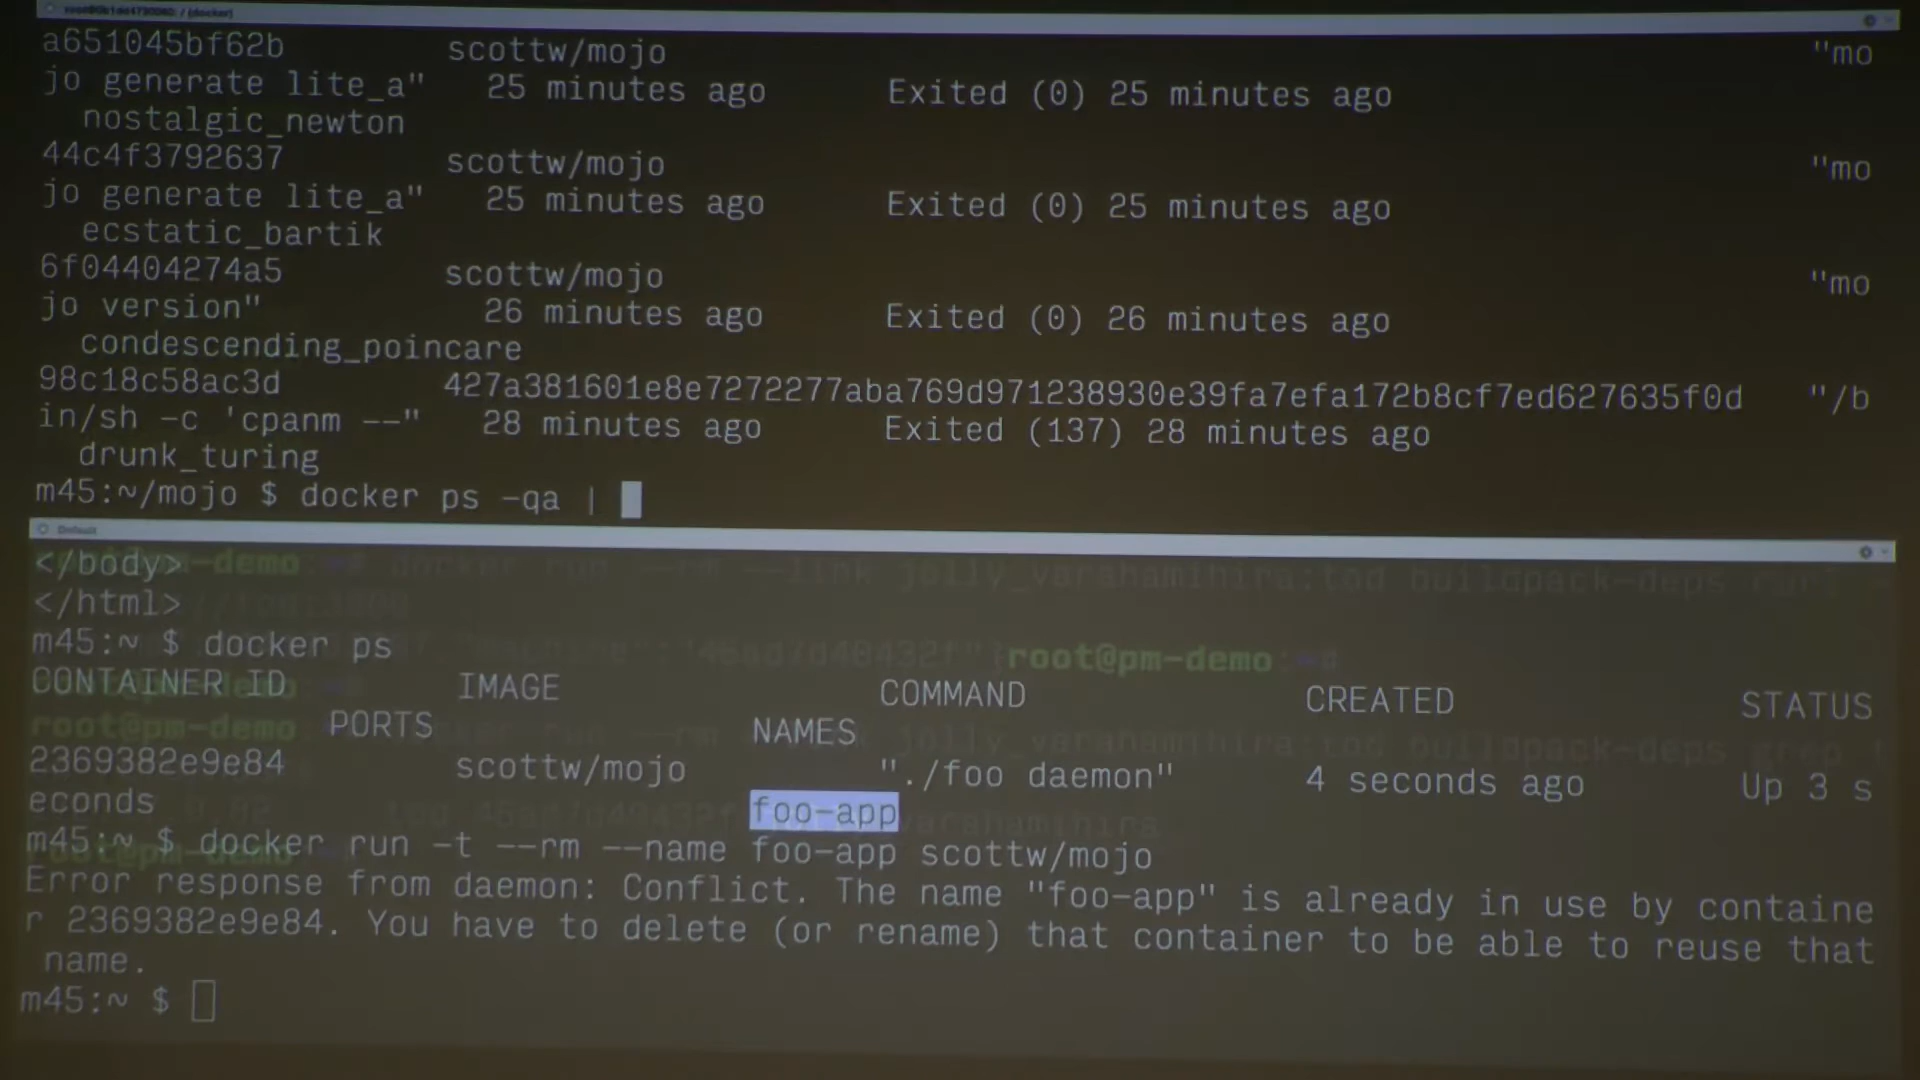 a651045bf62b scottw/mojo "mo
jo generate lite_a" 25 minutes ago Exited (0) 25 minutes ago
nostalgic_newton
44c4f3792637 scottw/mojo "mo
jo generate lite_a" 25 minutes ago Exited (0) 25 minutes ago
ecstatic_bartik
6f04404274a5 scottw/mojo "mo
jo version" 26 minutes ago Exited (0) 26 minutes ago
condescending_poincare
98c18c58ac3d 427a381601e8e7272277aba769d971238930e39fa7efa172b8cf7ed627635f0d "/b
in/sh -c 'cpanm --" 28 minutes ago Exited (137) 28 minutes ago
drunk_turing
m45:~/mojo $ docker ps -qa |
Default
</body>
</html>
m45:~ $ docker ps
CONTAINER ID IMAGE COMMAND CREATED STATUS
PORTS NAMES
2369382e9e84 scottw/mojo "./foo daemon" 4 seconds ago Up 3 s
econds foo-app
m45:~ $ docker run -t --rm --name foo-app scottw/mojo
Error response from daemon: Conflict. The name "foo-app" is already in use by containe
r 2369382e9e84. You have to delete (or rename) that container to be able to reuse that
name.
m45:~ $